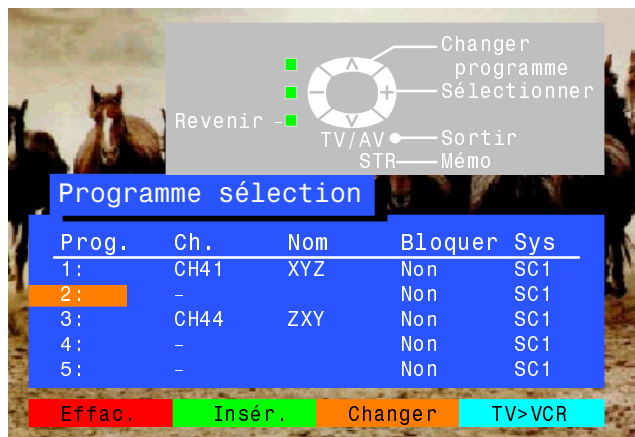 Changer
programme
Sélectionner
Revenir
TV/AV Sortir
STR Mémo
Programme sélection
Prog. Ch. Nom Bloquer Sys
1: CH41 XYZ Non SC1
2: – Non SC1
3: CH44 ZXY Non SC1
4: – Non SC1
5: – Non SC1
Effac. Insér. Changer TV>VCR